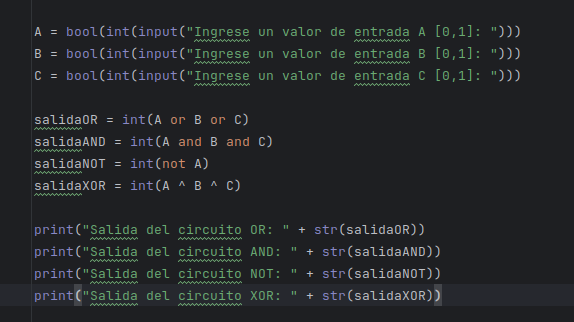 A = bool(int(input("Ingrese un valor de entrada A [0,1]: ")))
B = bool(int(input("Ingrese un valor de entrada B [0,1]: ")))
C = bool(int(input("Ingrese un valor de entrada C [0,1]: ")))
salidaOR = int(A or B or C)
salidaAND = int(A and B and C)
salidaNOT = int(not A)
salidaXOR = int(A ^ B ^ C)
print("Salida del circuito OR: " + str(salidaOR))
print("Salida del circuito AND: " + str(salidaAND))
print("Salida del circuito NOT: " + str(salidaNOT))
print("Salida del circuito XOR: " + str(salidaXOR))